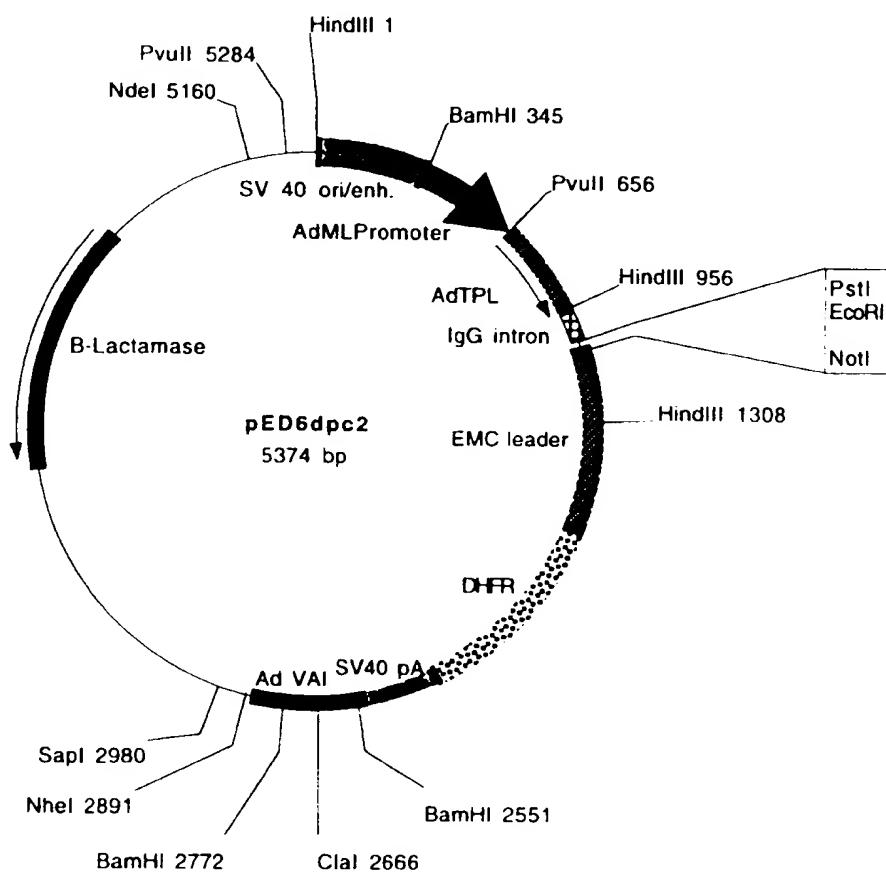 HindIII 1
PvuII 5284
NdeI 5160
BamHI 345
SV 40 ori/enh.
PvuII 656
AdMLPromoter
HindIII 956
AdTPL
PstI
EcoRI
IgG intron
B-Lactamase
NotI
pED6dpc2
HindIII 1308
EMC leader
5374 bp
DHFR
SV40 pA
Ad VAI
SapI 2980
NheI 2891
BamHI 2551
BamHI 2772
ClaI 2666